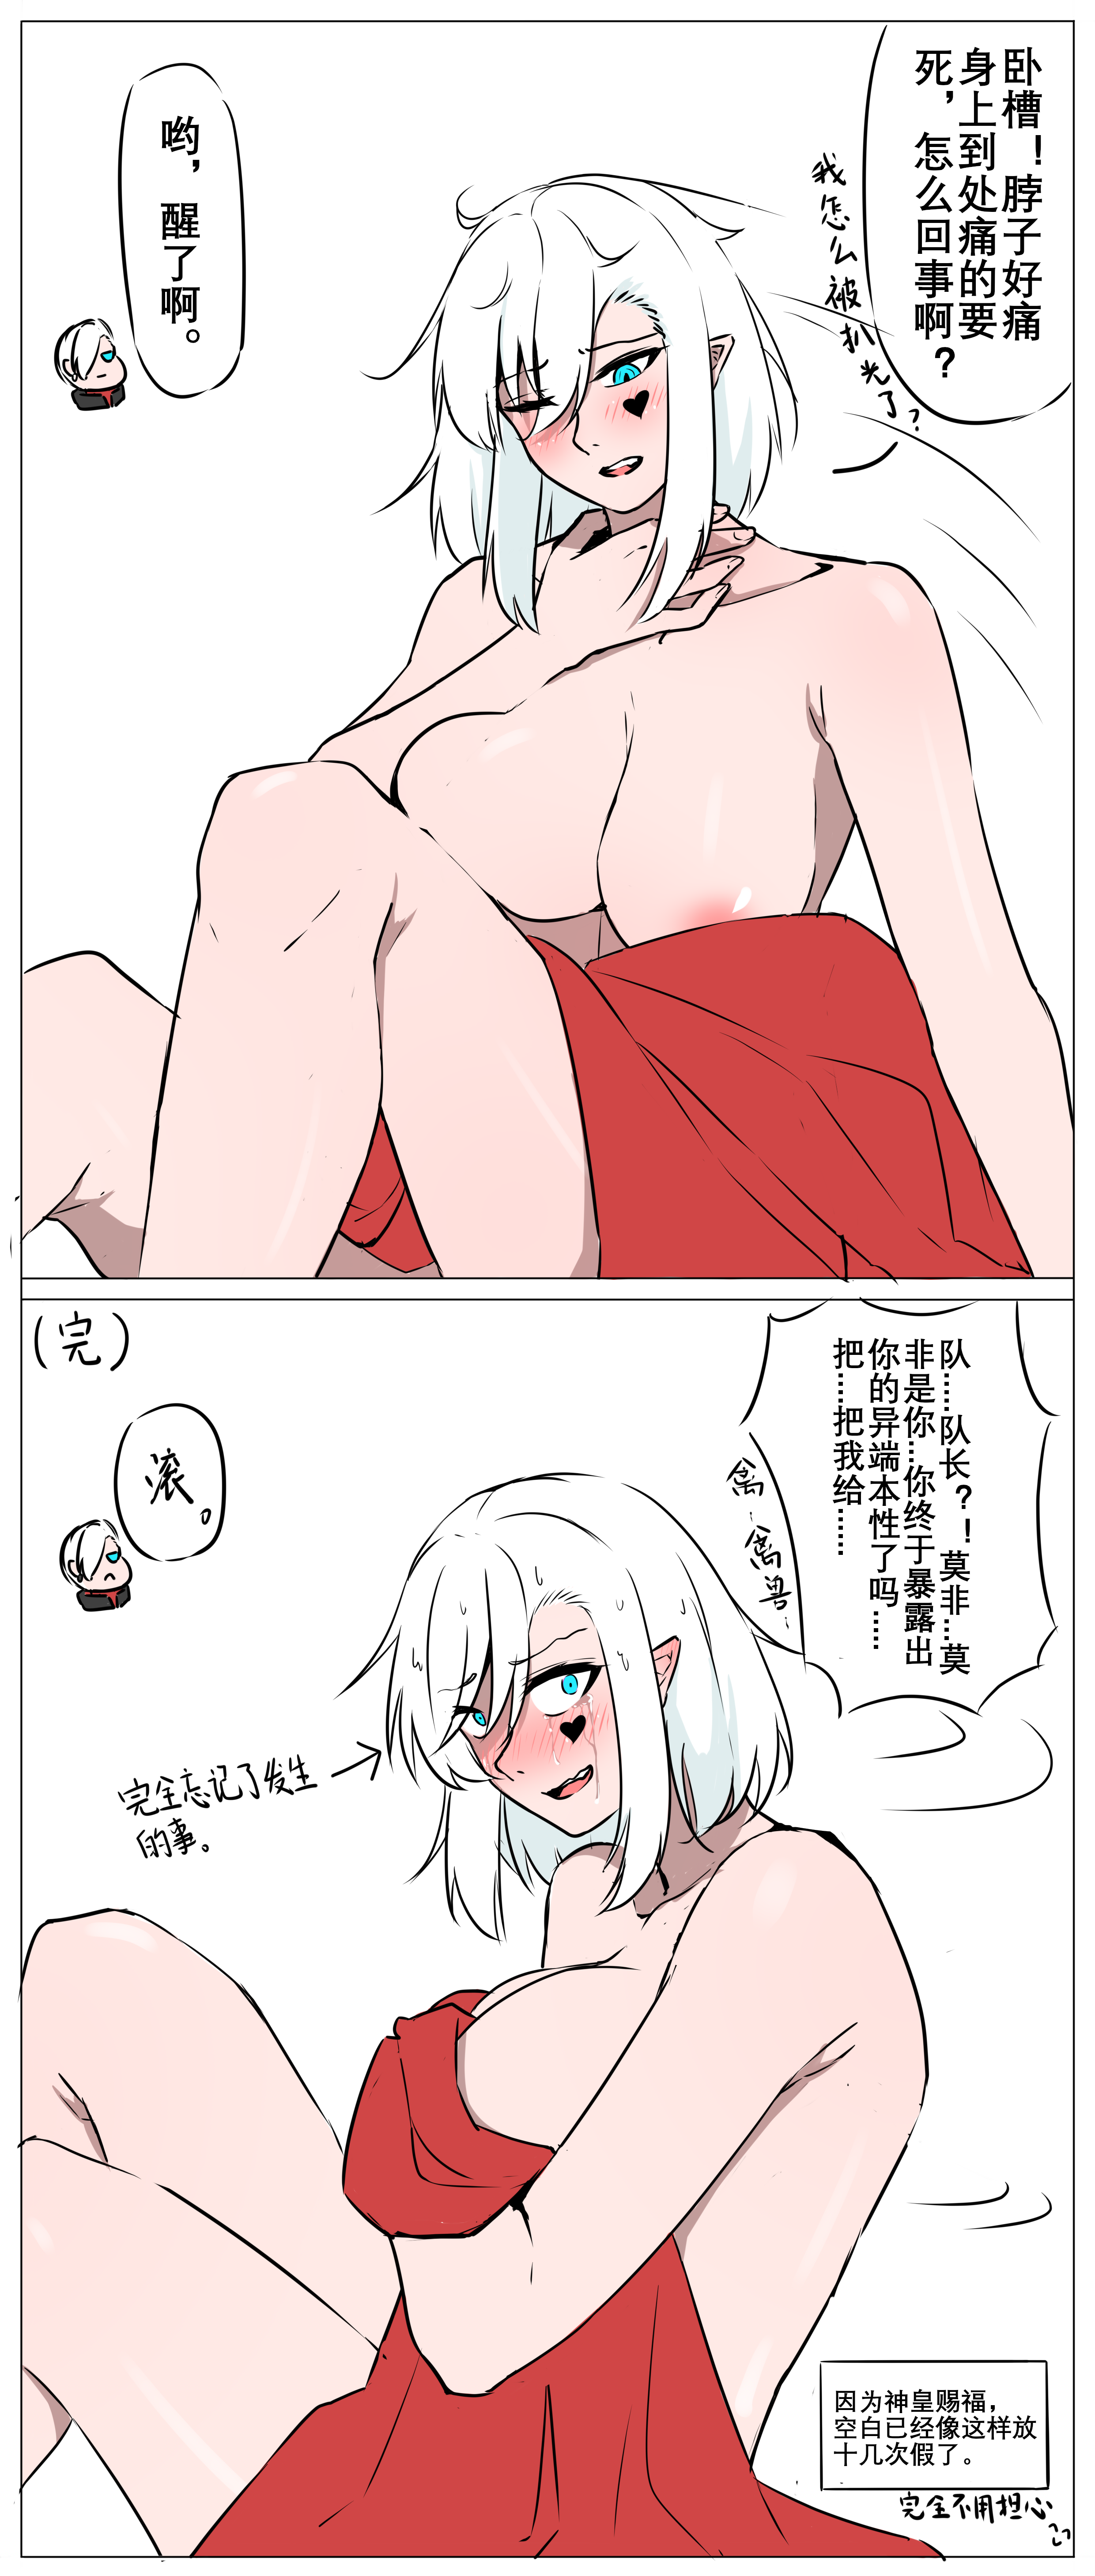 卧槽！脖子好痛
身上到处痛的要
死，怎么回事啊？
我怎么被扒光了？
哟，醒了啊。
（完）
队……队长？！莫非…莫
非是你…你终于暴露出
你的异端本性了吗……
把……把我给……
禽…禽兽…
滚。
完全忘记了发生
的事。
因为神皇赐福，
空白已经像这样放
十几次假了。
完全不用担心